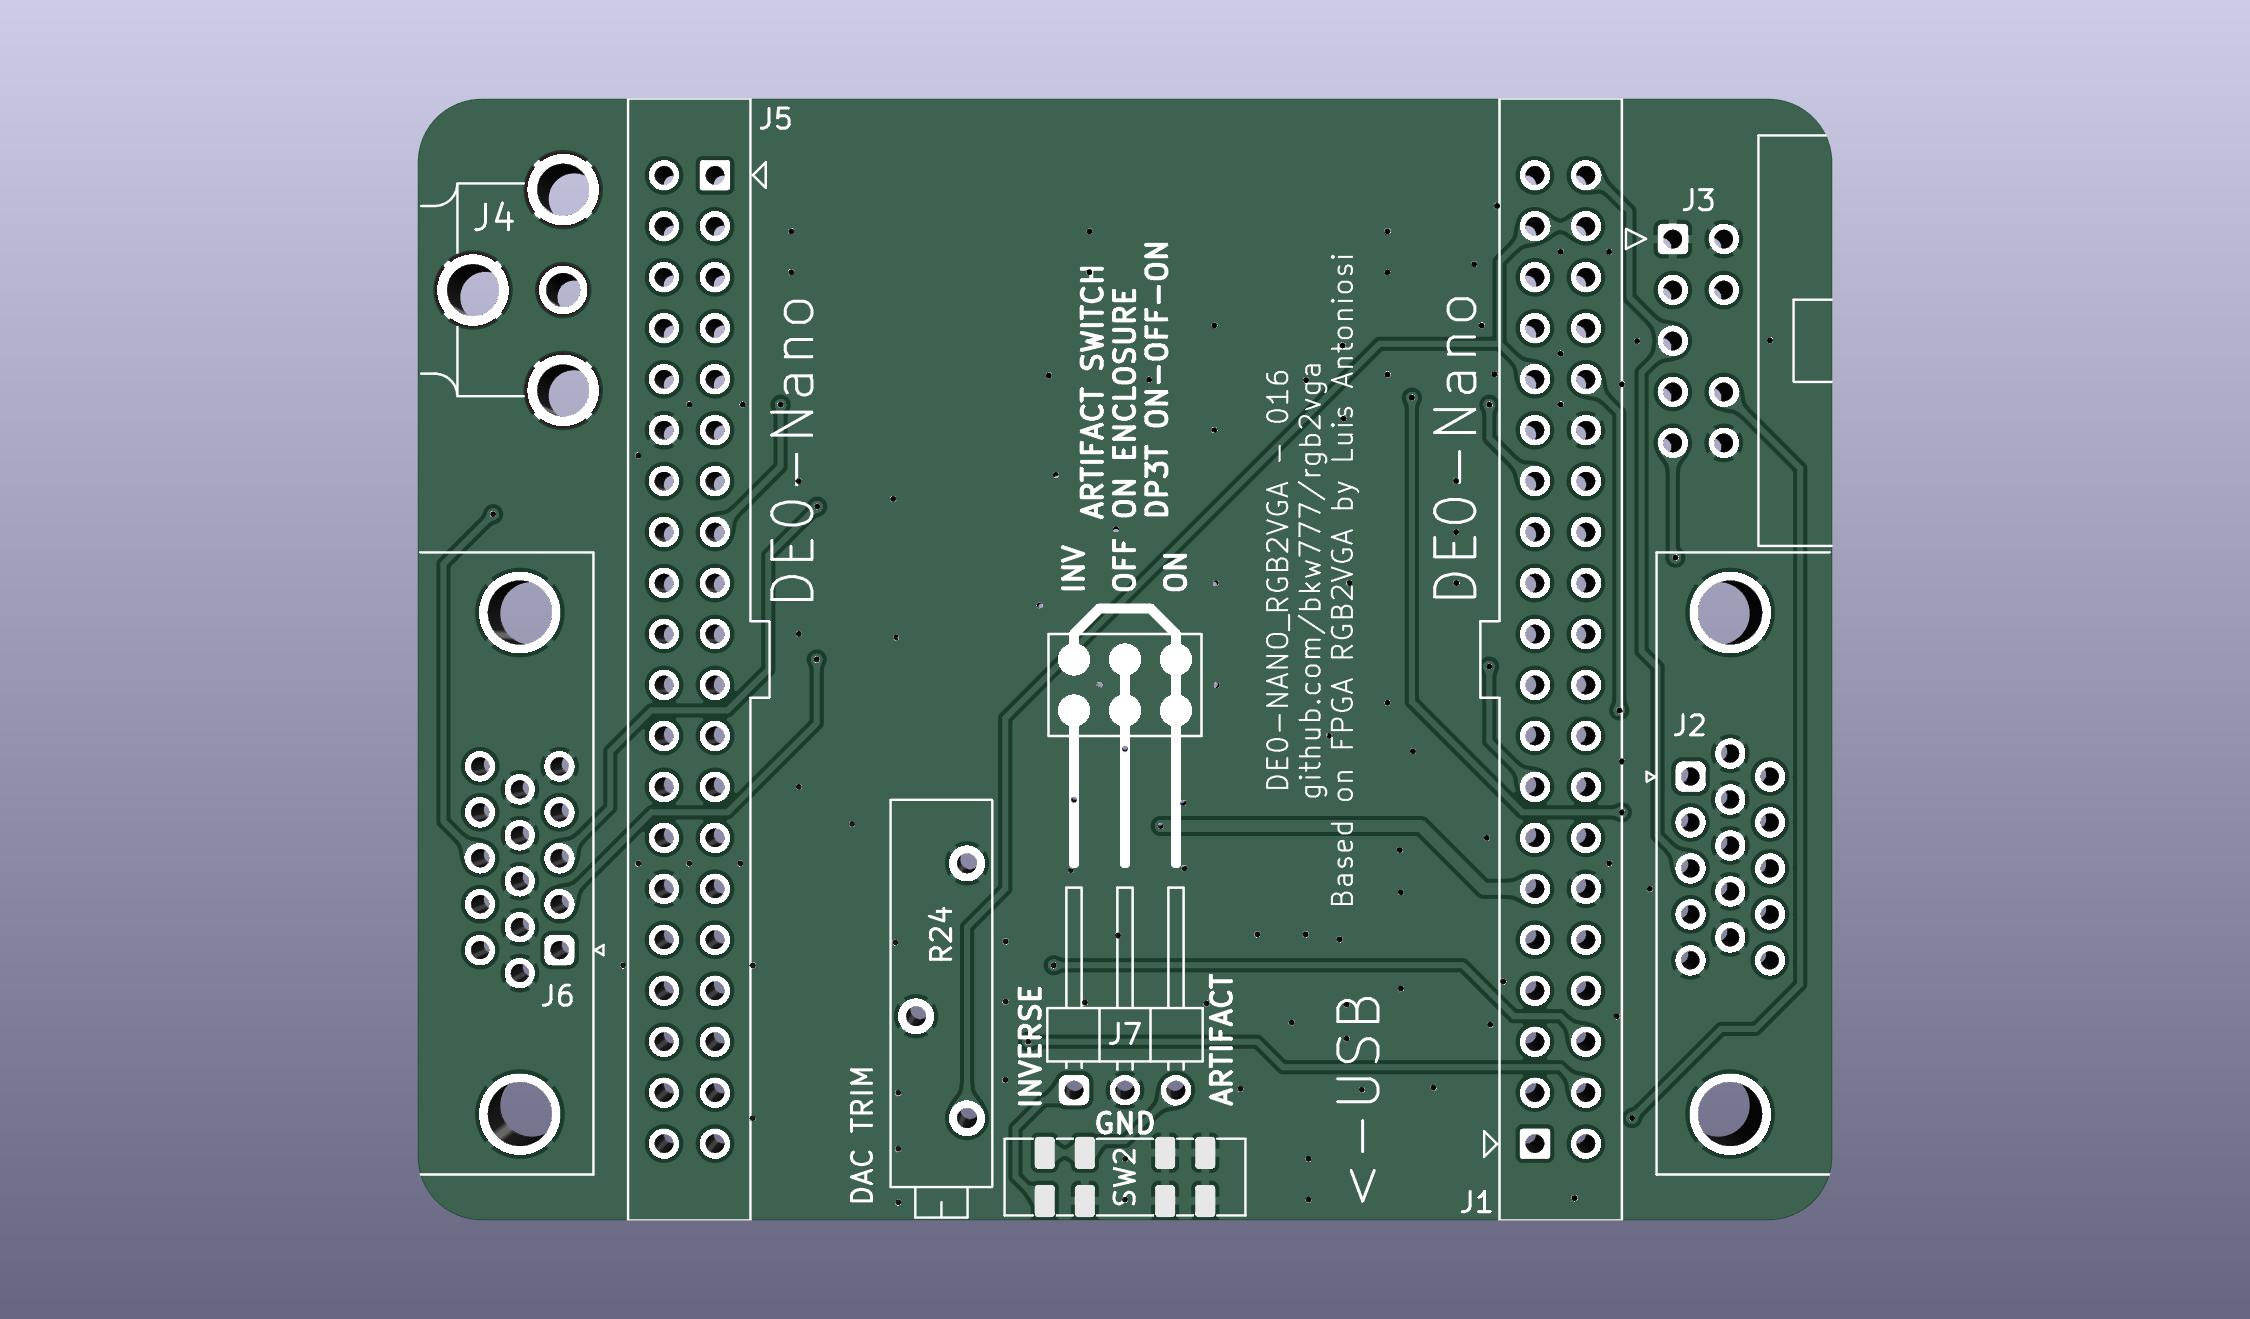 J5
J4
DE0-Nano
ARTIFACT SWITCH
ON ENCLOSURE
DP3T ON-OFF-ON
INV
OFF
ON
DE0-NANO_RGB2VGA - 016
github.com/bkw777/rgb2vga
Based on FPGA RGB2VGA by Luis Antoniosi
DE0-Nano
J3
J2
J6
R24
DAC TRIM
INVERSE
J7
ARTIFACT
GND
SW2
<-USB
J1